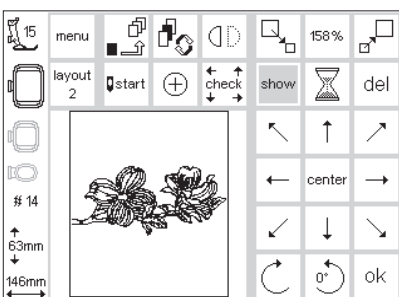 15
menu
158%
layout
2
start
check
show
del
# 14
center
63mm
146mm
0°
ok